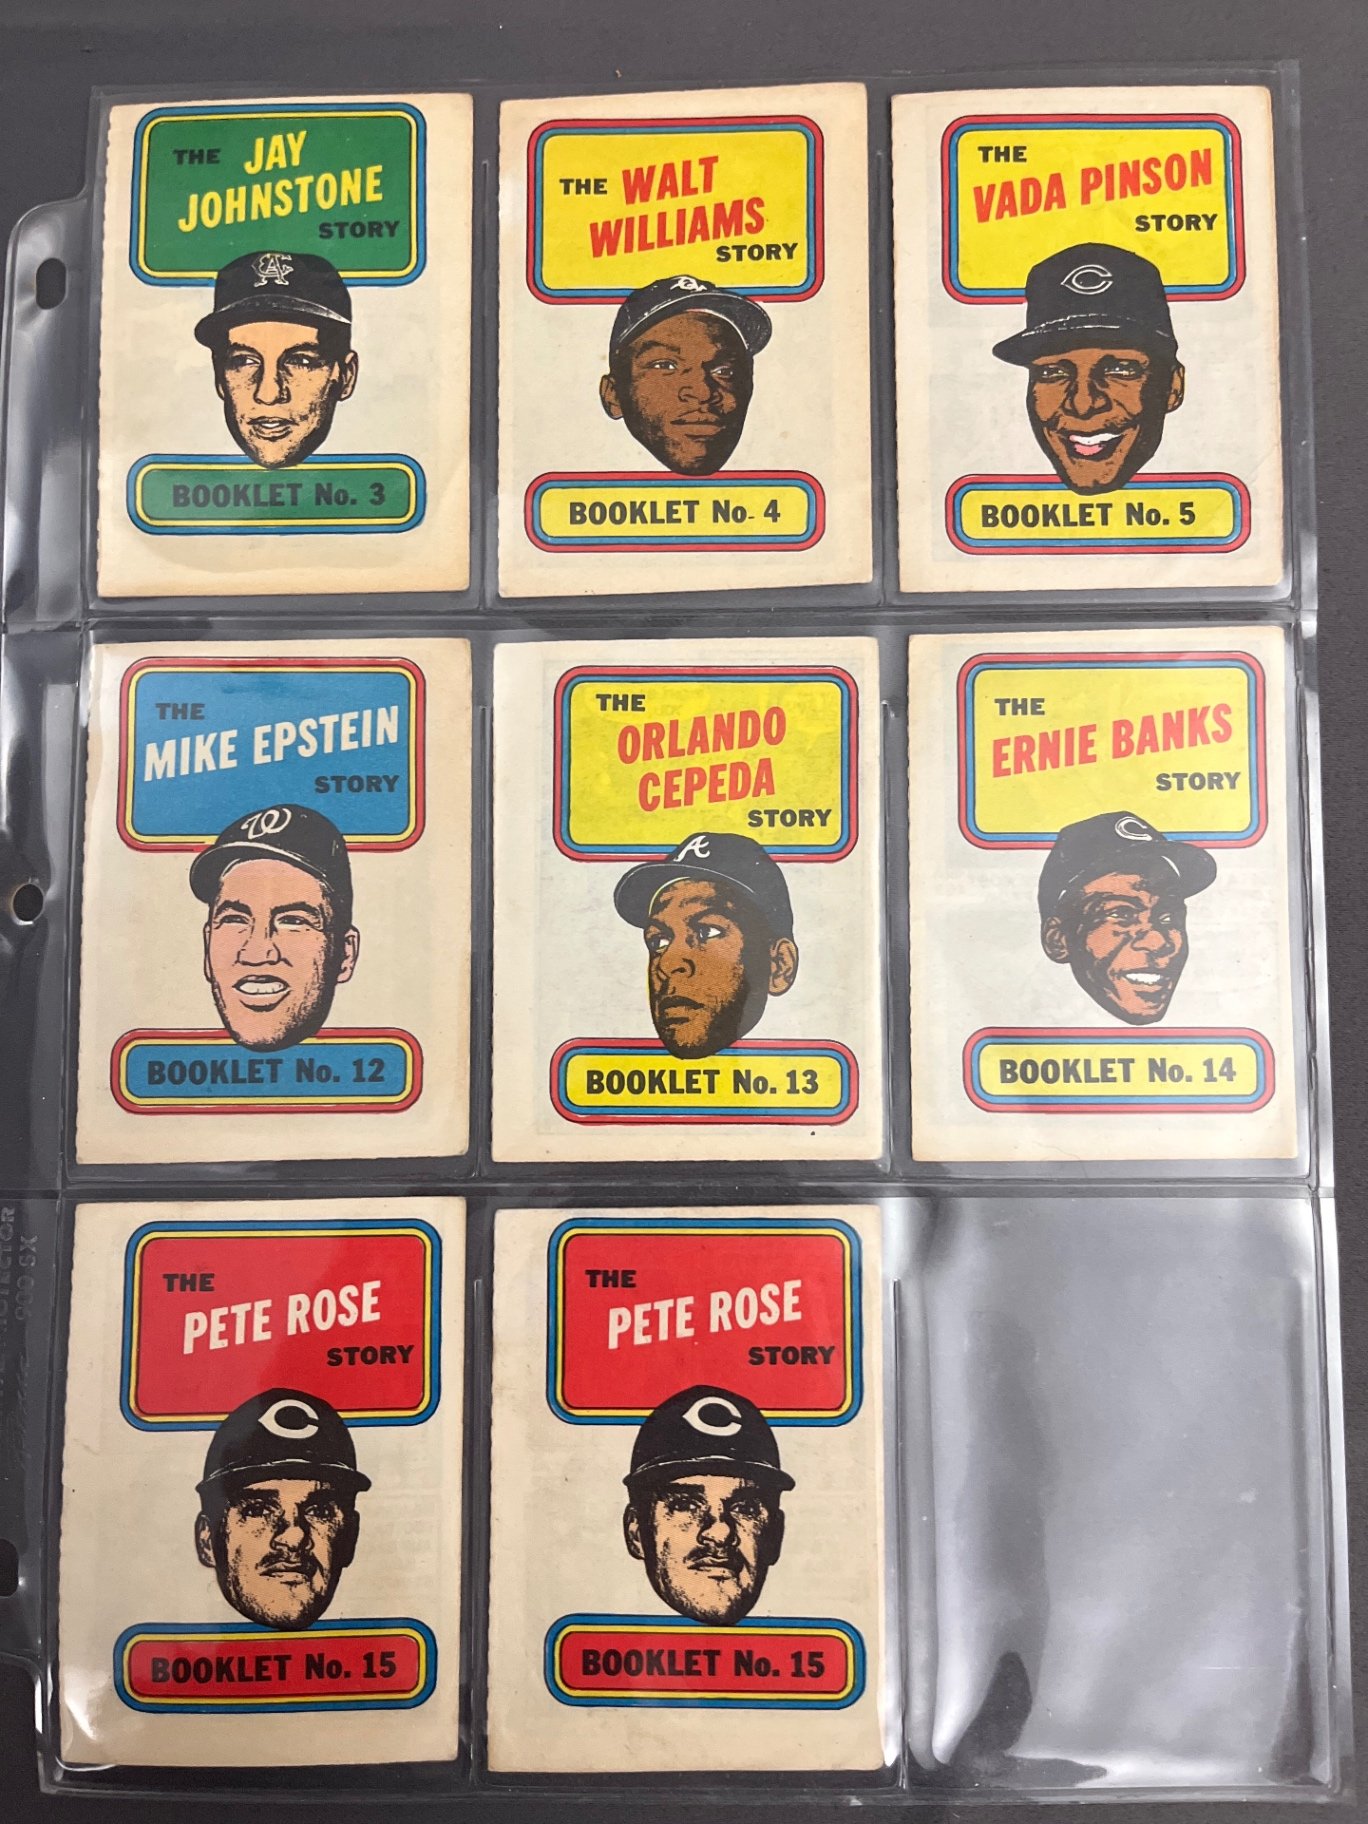 THE JAY
JOHNSTONE
STORY
BOOKLET No. 3
THE WALT
WILLIAMS
STORY
BOOKLET No. 4
THE
VADA PINSON
STORY
BOOKLET No. 5
THE
MIKE EPSTEIN
STORY
BOOKLET No. 12
THE
ORLANDO
CEPEDA
STORY
BOOKLET No. 13
THE
ERNIE BANKS
STORY
BOOKLET No. 14
THE
PETE ROSE
STORY
BOOKLET No. 15
THE
PETE ROSE
STORY
BOOKLET No. 15